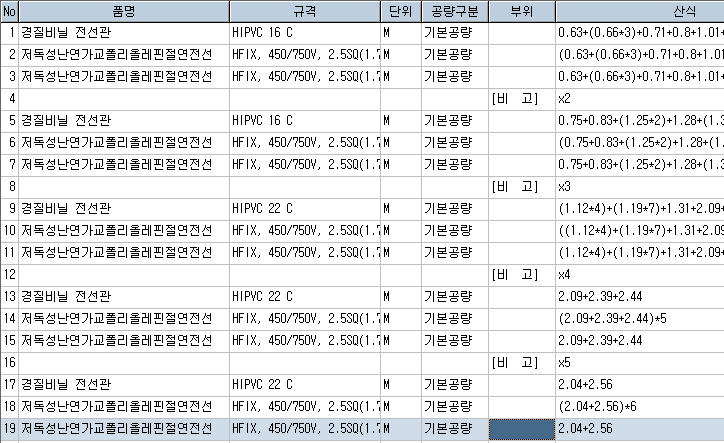 No 품명 규격 단위 공량구분 부위 산식
1 경질비닐 전선관 HIPVC 16 C M 기본공량 0.63+(0.66*3)+0.71+0.8+1.01+
2 저독성난연가교폴리올레핀절연전선 HFIX, 450/750V, 2.5SQ(1.7 M 기본공량 (0.63+(0.66*3)+0.71+0.8+1.01
3 저독성난연가교폴리올레핀절연전선 HFIX, 450/750V, 2.5SQ(1.7 M 기본공량 0.63+(0.66*3)+0.71+0.8+1.01+
4 [비 고] x2
5 경질비닐 전선관 HIPVC 16 C M 기본공량 0.75+0.83+(1.25*2)+1.28+(1.3
6 저독성난연가교폴리올레핀절연전선 HFIX, 450/750V, 2.5SQ(1.7 M 기본공량 (0.75+0.83+(1.25*2)+1.28+(1.
7 저독성난연가교폴리올레핀절연전선 HFIX, 450/750V, 2.5SQ(1.7 M 기본공량 0.75+0.83+(1.25*2)+1.28+(1.3
8 [비 고] x3
9 경질비닐 전선관 HIPVC 22 C M 기본공량 (1.12*4)+(1.19*7)+1.31+2.09+
10 저독성난연가교폴리올레핀절연전선 HFIX, 450/750V, 2.5SQ(1.7 M 기본공량 ((1.12*4)+(1.19*7)+1.31+2.09
11 저독성난연가교폴리올레핀절연전선 HFIX, 450/750V, 2.5SQ(1.7 M 기본공량 (1.12*4)+(1.19*7)+1.31+2.09+
12 [비 고] x4
13 경질비닐 전선관 HIPVC 22 C M 기본공량 2.09+2.39+2.44
14 저독성난연가교폴리올레핀절연전선 HFIX, 450/750V, 2.5SQ(1.7 M 기본공량 (2.09+2.39+2.44)*5
15 저독성난연가교폴리올레핀절연전선 HFIX, 450/750V, 2.5SQ(1.7 M 기본공량 2.09+2.39+2.44
16 [비 고] x5
17 경질비닐 전선관 HIPVC 22 C M 기본공량 2.04+2.56
18 저독성난연가교폴리올레핀절연전선 HFIX, 450/750V, 2.5SQ(1.7 M 기본공량 (2.04+2.56)*6
19 저독성난연가교폴리올레핀절연전선 HFIX, 450/750V, 2.5SQ(1.7 M 기본공량 2.04+2.56